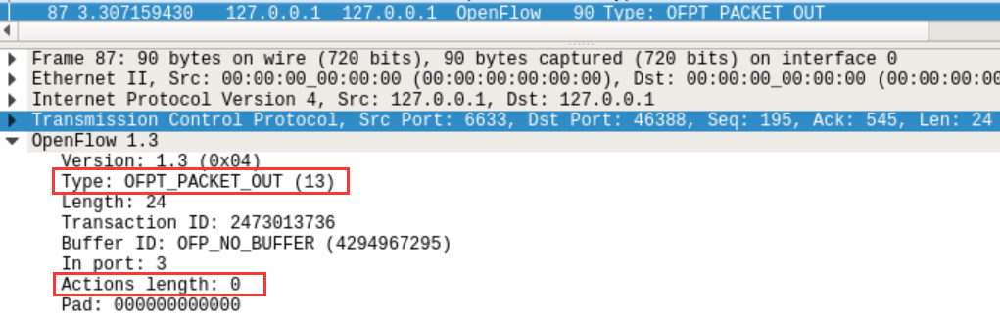 87 3.307159430 127.0.0.1 127.0.0.1 OpenFlow 90 Type: OFPT_PACKET_OUT
Frame 87: 90 bytes on wire (720 bits), 90 bytes captured (720 bits) on interface 0
Ethernet II, Src: 00:00:00_00:00:00 (00:00:00:00:00:00), Dst: 00:00:00_00:00:00 (00:00:00:00
Internet Protocol Version 4, Src: 127.0.0.1, Dst: 127.0.0.1
Transmission Control Protocol, Src Port: 6633, Dst Port: 46388, Seq: 195, Ack: 545, Len: 24
OpenFlow 1.3
Version: 1.3 (0x04)
Type: OFPT_PACKET_OUT (13)
Length: 24
Transaction ID: 2473013736
Buffer ID: OFP_NO_BUFFER (4294967295)
In port: 3
Actions length: 0
Pad: 000000000000